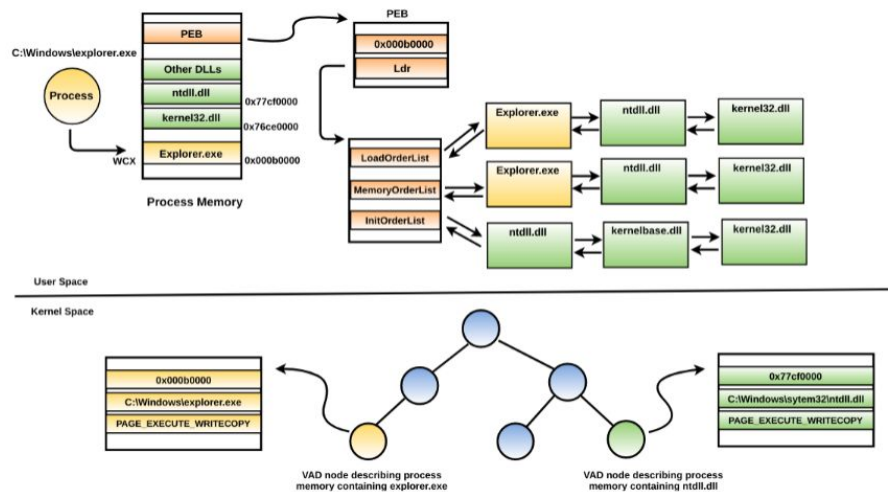 PEB
PEB
0x000b0000
Ldr
C:\Windows\explorer.exe
Other DLLs
Process
ntdll.dll
0x77cf0000
kernel32.dll
0x76ce0000
WCX
Explorer.exe
0x000b0000
Process Memory
Explorer.exe
ntdll.dll
kernel32.dll
LoadOrderList
Explorer.exe
ntdll.dll
kernel32.dll
MemoryOrderList
InitOrderList
ntdll.dll
kernelbase.dll
kernel32.dll
User Space
Kernel Space
0x000b0000
C:\Windows\explorer.exe
PAGE_EXECUTE_WRITECOPY
0x77cf0000
C:\Windows\sytem32\ntdll.dll
PAGE_EXECUTE_WRITECOPY
VAD node describing process
memory containing explorer.exe
VAD node describing process
memory containing ntdll.dll